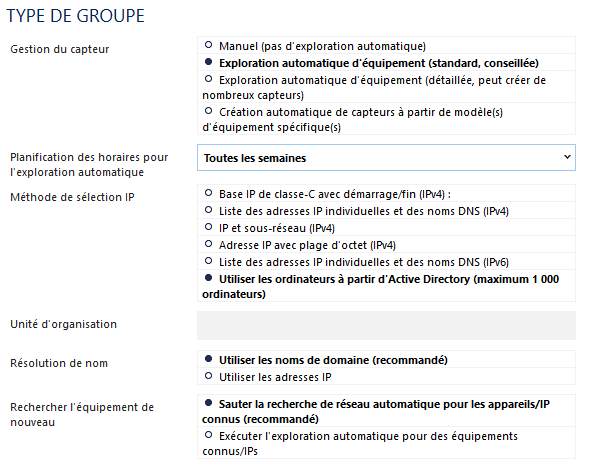 TYPE DE GROUPE
Gestion du capteur
Manuel (pas d'exploration automatique)
Exploration automatique d'équipement (standard, conseillée)
Exploration automatique d'équipement (détaillée, peut créer de
nombreux capteurs)
Création automatique de capteurs à partir de modèle(s)
d'équipement spécifique(s)
Planification des horaires pour
l'exploration automatique
Toutes les semaines
Méthode de sélection IP
Base IP de classe-C avec démarrage/fin (IPv4) :
Liste des adresses IP individuelles et des noms DNS (IPv4)
IP et sous-réseau (IPv4)
Adresse IP avec plage d'octet (IPv4)
Liste des adresses IP individuelles et des noms DNS (IPv6)
Utiliser les ordinateurs à partir d'Active Directory (maximum 1 000
ordinateurs)
Unité d'organisation
Résolution de nom
Utiliser les noms de domaine (recommandé)
Utiliser les adresses IP
Rechercher l'équipement de
nouveau
Sauter la recherche de réseau automatique pour les appareils/IP
connus (recommandé)
Exécuter l'exploration automatique pour des équipements
connus/IPs